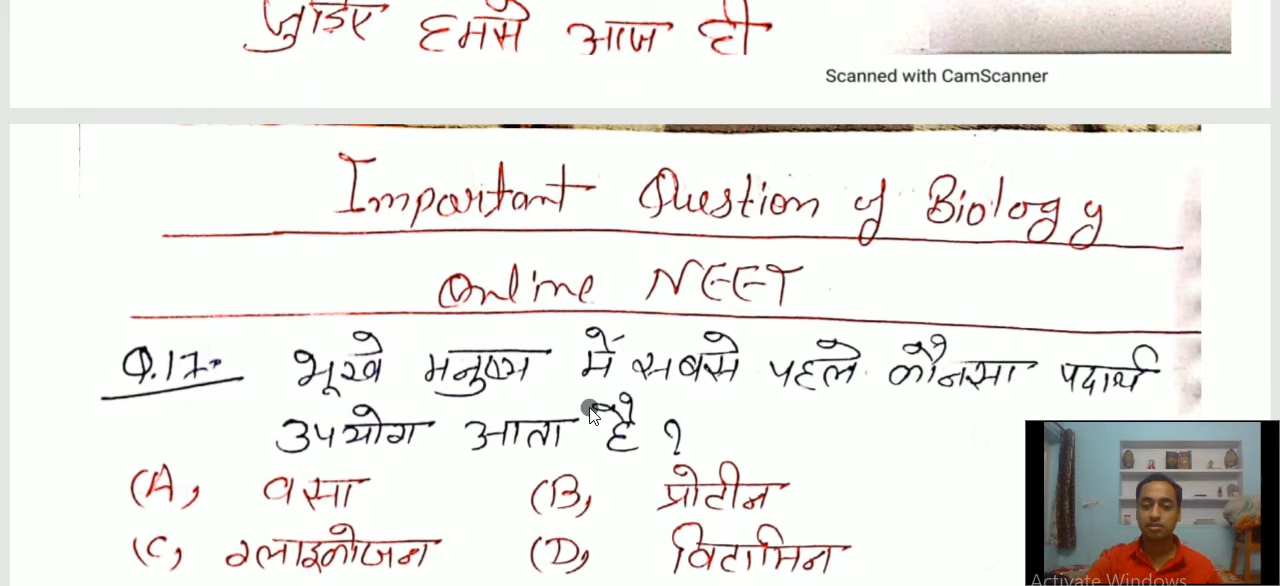 जुड़िए हमसे आज ही
Scanned with CamScanner
Important Question of Biology
Online NEET
Q.17. भूखे मनुष्य में सबसे पहले कौनसा पदार्थ
उपयोग आता है ?
(A) वसा (B) प्रोटीन
(C) ग्लाइकोजन (D) विटामिन
Activate Windows